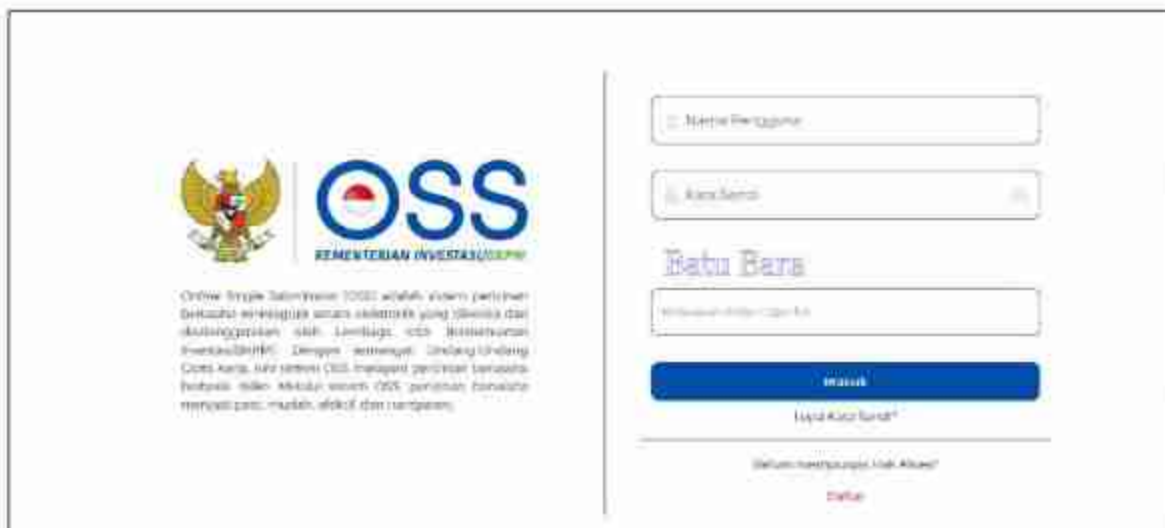 OSS
KEMENTERIAN INVESTASI/BKPM
Online Single Submission (OSS) adalah sistem perizinan
berusaha terintegrasi secara elektronik yang dikelola dan
diselenggarakan oleh Lembaga OSS (Kementerian
Investasi/BKPM). Dengan semangat Undang-Undang
Cipta Kerja, kini sistem OSS melayani perizinan berusaha
berbasis risiko. Melalui sistem OSS, perizinan berusaha
menjadi pasti, mudah, efektif dan transparan.
Nama Pengguna
Kata Sandi
Batu Bara
Masuk
Lupa Kata Sandi?
Belum mempunyai Hak Akses?
Daftar